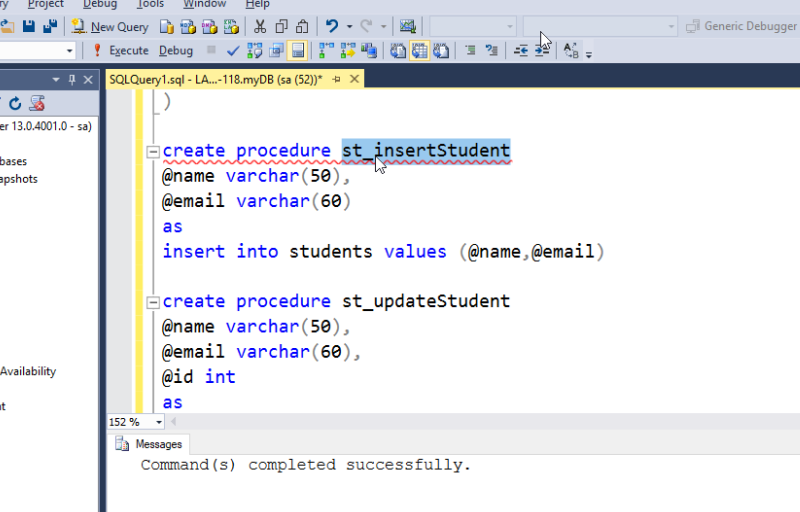 Project Debug Tools Window Help
New Query
Generic Debugger
Execute Debug
SQLQuery1.sql - LA...-118.myDB (sa (52))*
er 13.0.4001.0 - sa)
bases
apshots
Availability
)
create procedure st_insertStudent
@name varchar(50),
@email varchar(60)
as
insert into students values (@name,@email)
create procedure st_updateStudent
@name varchar(50),
@email varchar(60),
@id int
as
152 %
Messages
Command(s) completed successfully.